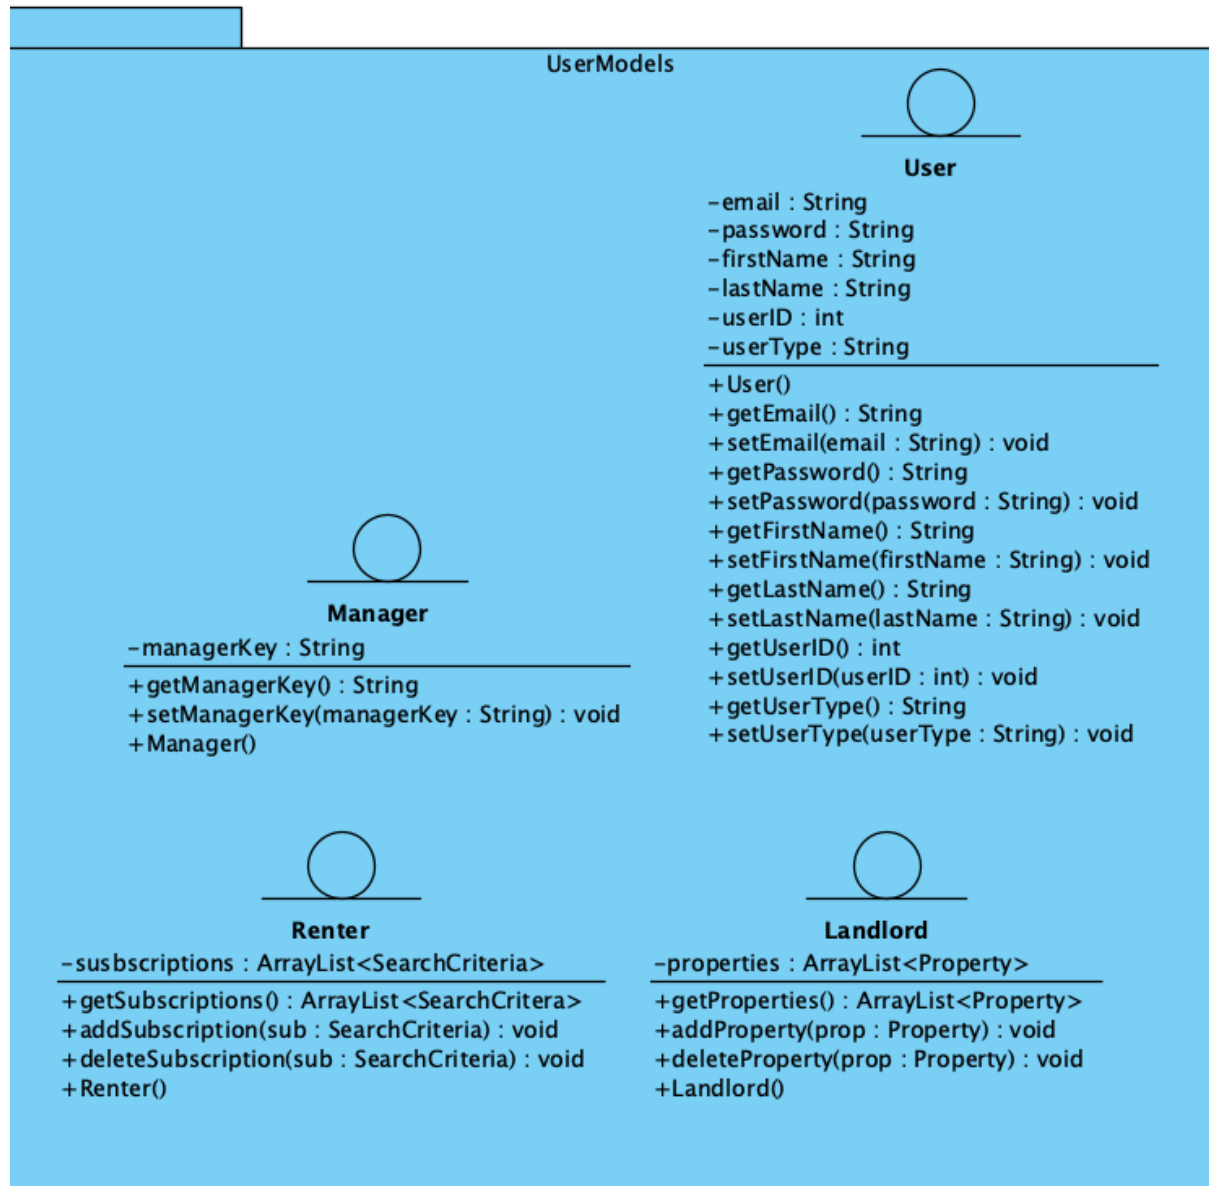 UserModels
User
-email : String
-password : String
-firstName : String
-lastName : String
-userID : int
-userType : String
+User()
+getEmail() : String
+setEmail(email : String) : void
+getPassword() : String
+setPassword(password : String) : void
+getFirstName() : String
+setFirstName(firstName : String) : void
+getLastName() : String
+setLastName(lastName : String) : void
+getUserID() : int
+setUserID(userID : int) : void
+getUserType() : String
+setUserType(userType : String) : void
Manager
-managerKey : String
+getManagerKey() : String
+setManagerKey(managerKey : String) : void
+Manager()
Renter
-susbscriptions : ArrayList<SearchCriteria>
+getSubscriptions() : ArrayList<SearchCritera>
+addSubscription(sub : SearchCriteria) : void
+deleteSubscription(sub : SearchCriteria) : void
+Renter()
Landlord
-properties : ArrayList<Property>
+getProperties() : ArrayList<Property>
+addProperty(prop : Property) : void
+deleteProperty(prop : Property) : void
+Landlord()